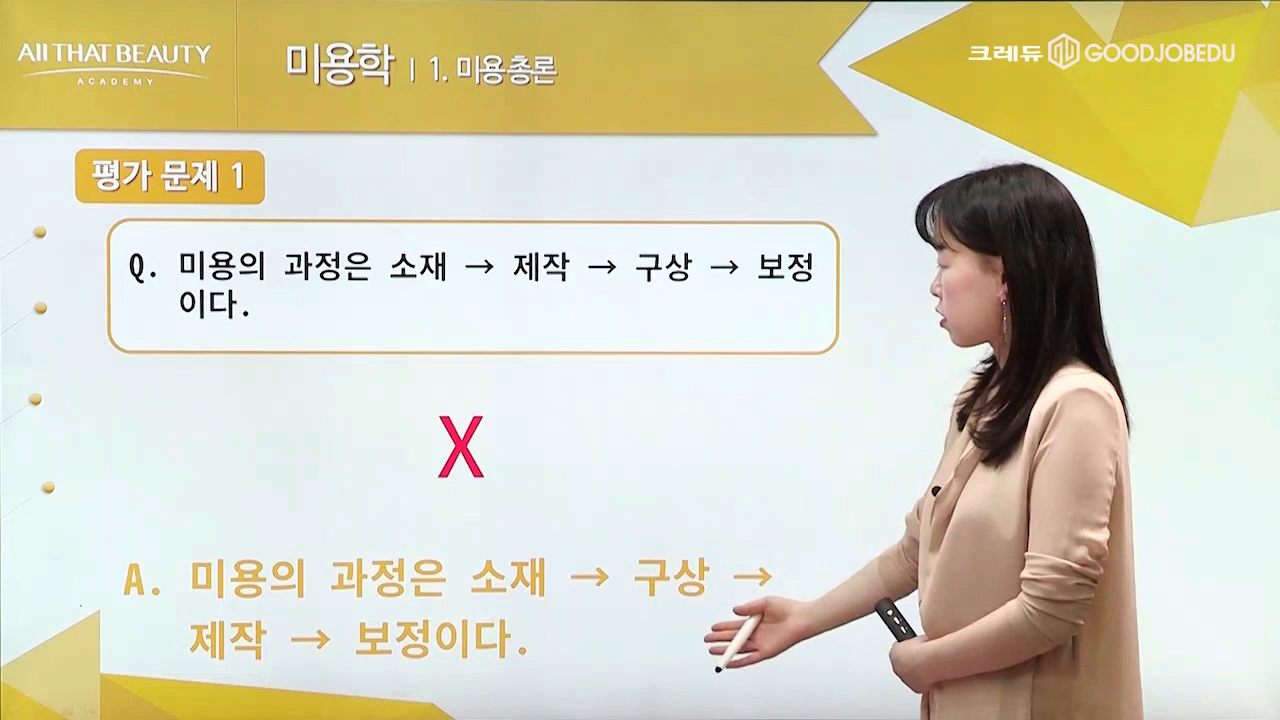 All THAT BEAUTY
ACADEMY
미용학 | 1. 미용 총론
크레듀 GOODJOBEDU
평가 문제 1
Q. 미용의 과정은 소재 → 제작 → 구상 → 보정
이다.
X
A. 미용의 과정은 소재 → 구상 →
제작 → 보정이다.